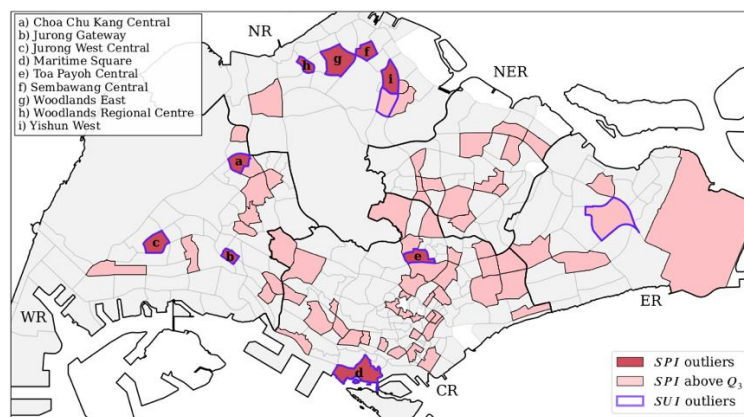 a) Choa Chu Kang Central
b) Jurong Gateway
c) Jurong West Central
d) Maritime Square
e) Toa Payoh Central
f) Sembawang Central
g) Woodlands East
h) Woodlands Regional Centre
i) Yishun West
NR
NER
f
g
h
i
a
c
b
e
ER
WR
d
CR
SPI outliers
SPI above Q3
SUI outliers